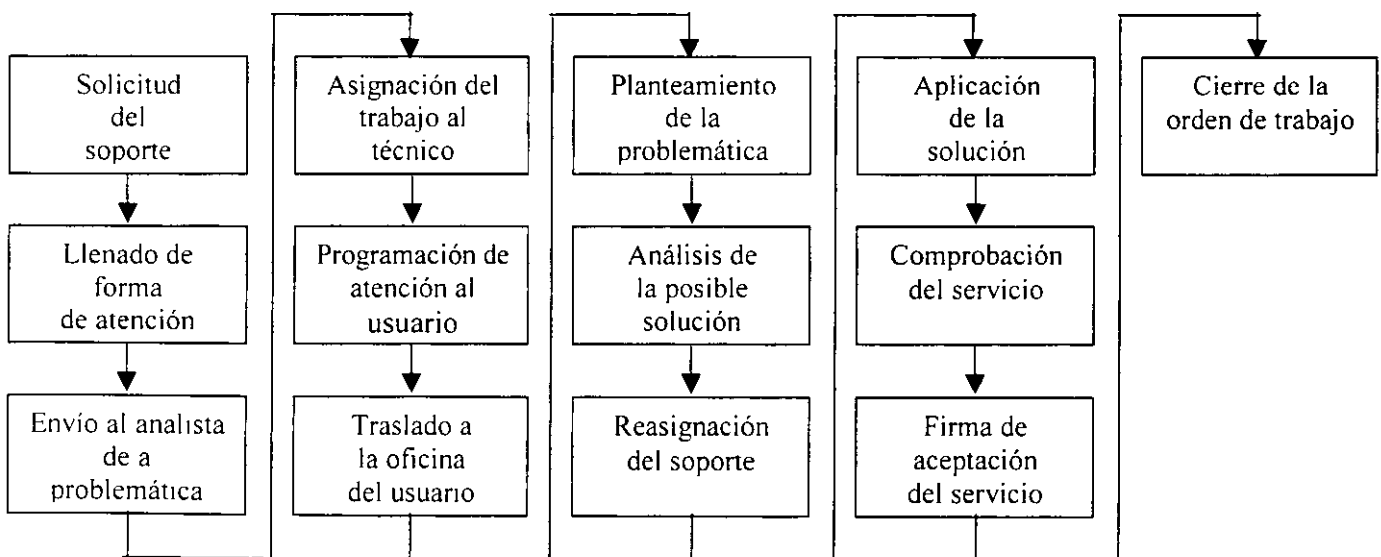 Solicitud
del
soporte
Llenado de
forma
de atención
Envío al analista
de a
problemática
Asignación del
trabajo al
técnico
Programación de
atención al
usuario
Traslado a
la oficina
del usuario
Planteamiento
de la
problemática
Análisis de
la posible
solución
Reasignación
del soporte
Aplicación
de la
solución
Comprobación
del servicio
Firma de
aceptación
del servicio
Cierre de la
orden de trabajo